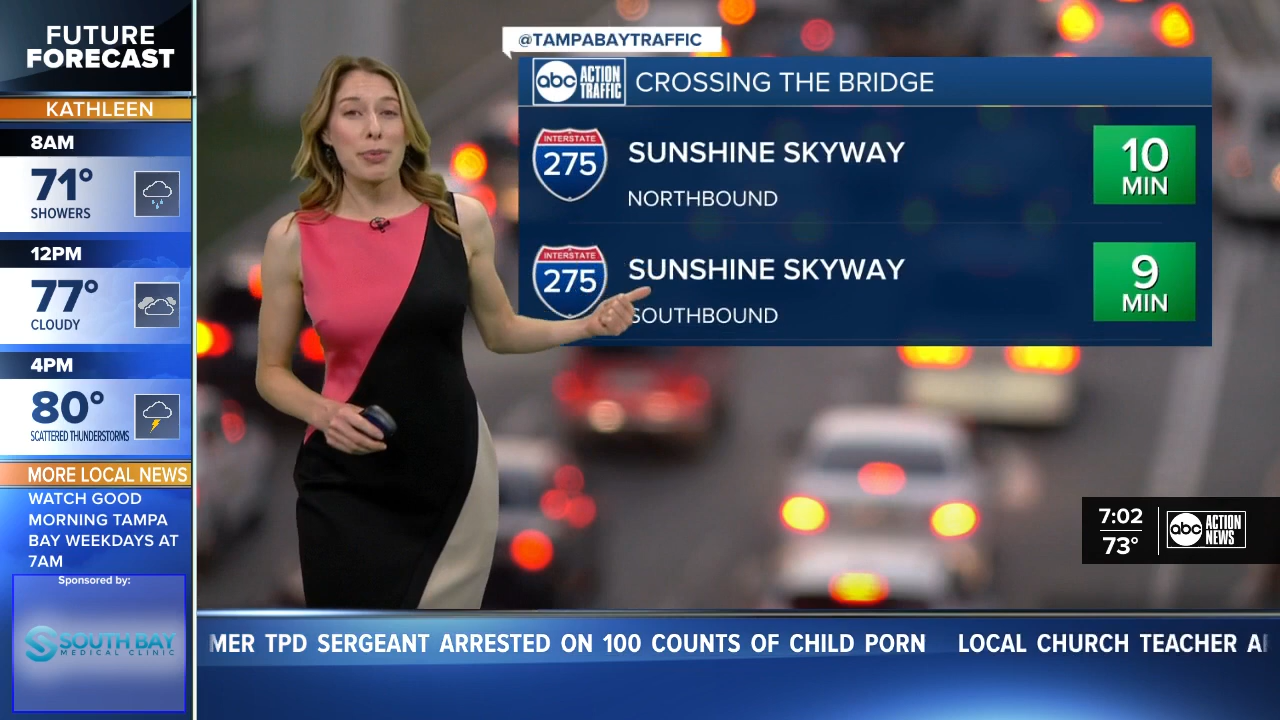 FUTURE
FORECAST
KATHLEEN
8AM
71°
SHOWERS
12PM
77°
CLOUDY
4PM
80°
SCATTERED THUNDERSTORMS
MORE LOCAL NEWS
WATCH GOOD
MORNING TAMPA
BAY WEEKDAYS AT
7AM
Sponsored by:
SOUTH BAY
MEDICAL CLINIC
@TAMPABAYTRAFFIC
abc ACTION TRAFFIC CROSSING THE BRIDGE
INTERSTATE
275
SUNSHINE SKYWAY
NORTHBOUND
10
MIN
INTERSTATE
275
SUNSHINE SKYWAY
SOUTHBOUND
9
MIN
7:02
73°
abc ACTION NEWS
MER TPD SERGEANT ARRESTED ON 100 COUNTS OF CHILD PORN LOCAL CHURCH TEACHER